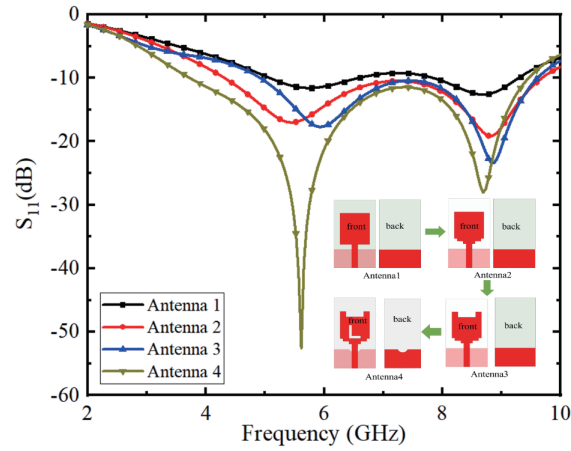 0
-10
-20
-30
-40
-50
-60
S11(dB)
2
4
6
8
10
Frequency (GHz)
Antenna 1
Antenna 2
Antenna 3
Antenna 4
front
back
Antenna1
front
back
Antenna2
front
back
Antenna4
front
back
Antenna3